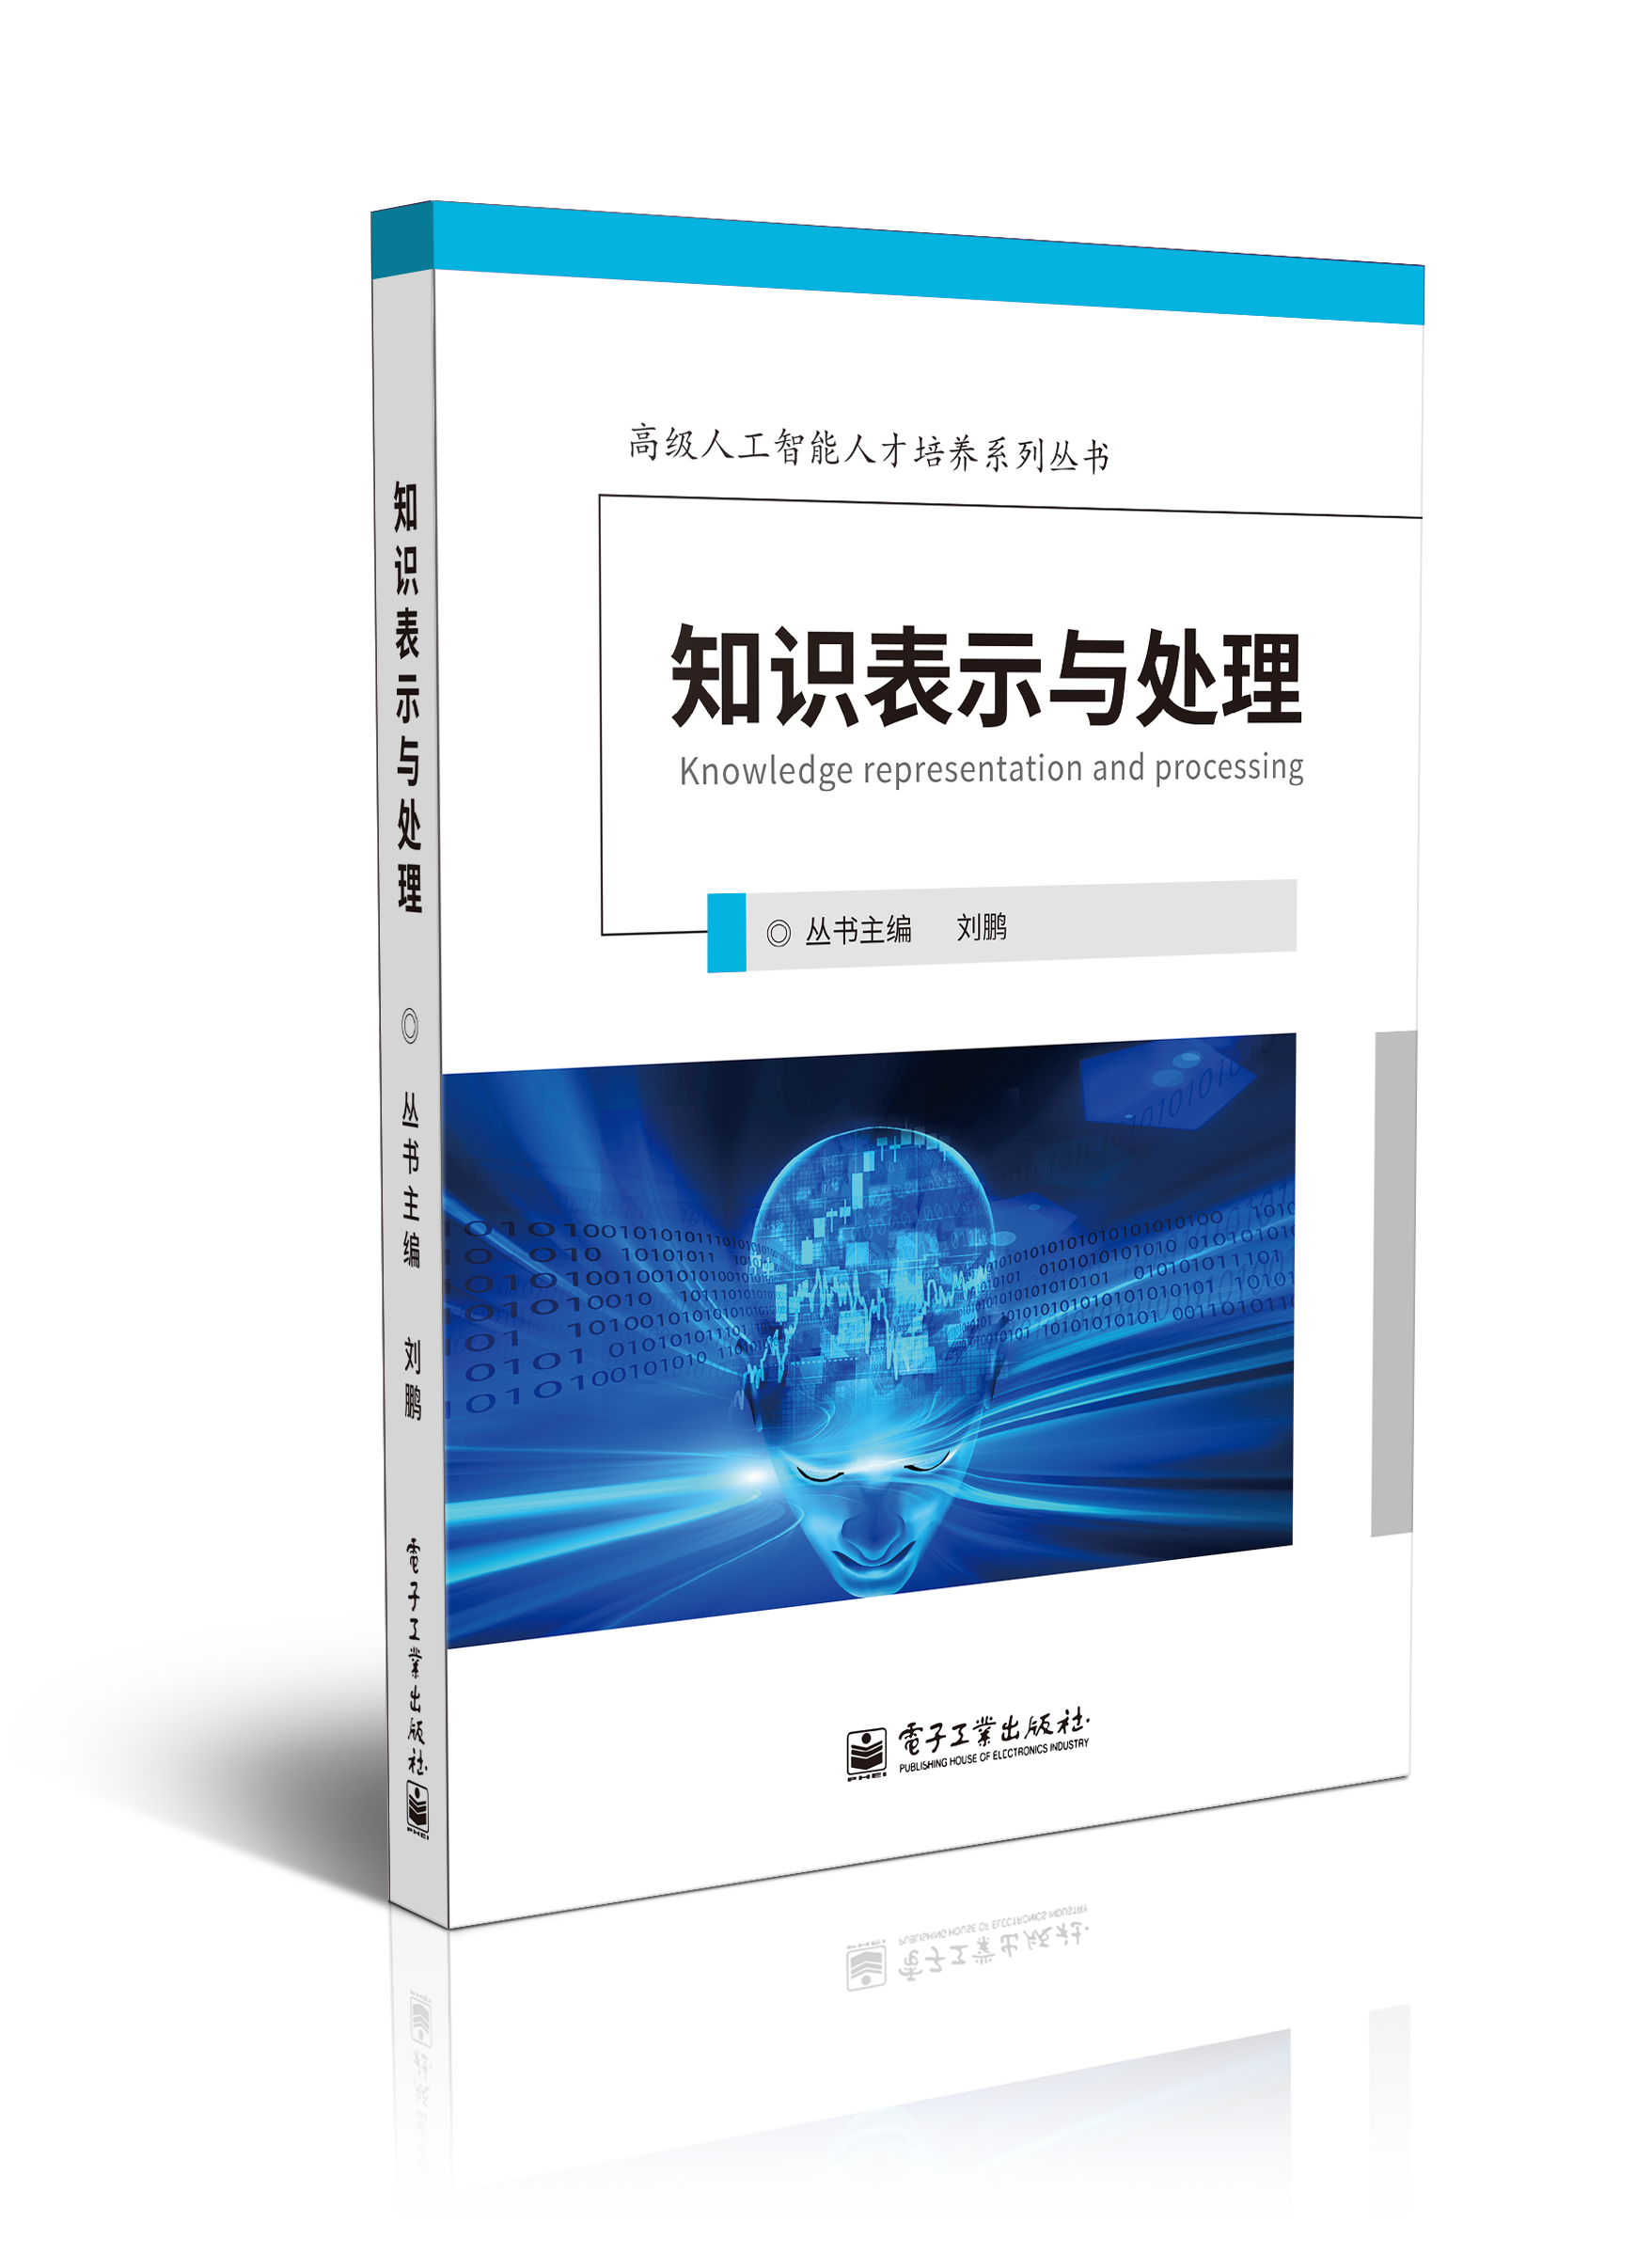 高级人工智能人才培养系列丛书
知识表示与处理
Knowledge representation and processing
◎ 丛书主编 刘鹏
電子工業出版社
PUBLISHING HOUSE OF ELECTRONICS INDUSTRY
PHEI
知识表示与处理
◎ 丛书主编 刘鹏
電子工業出版社
PHEI